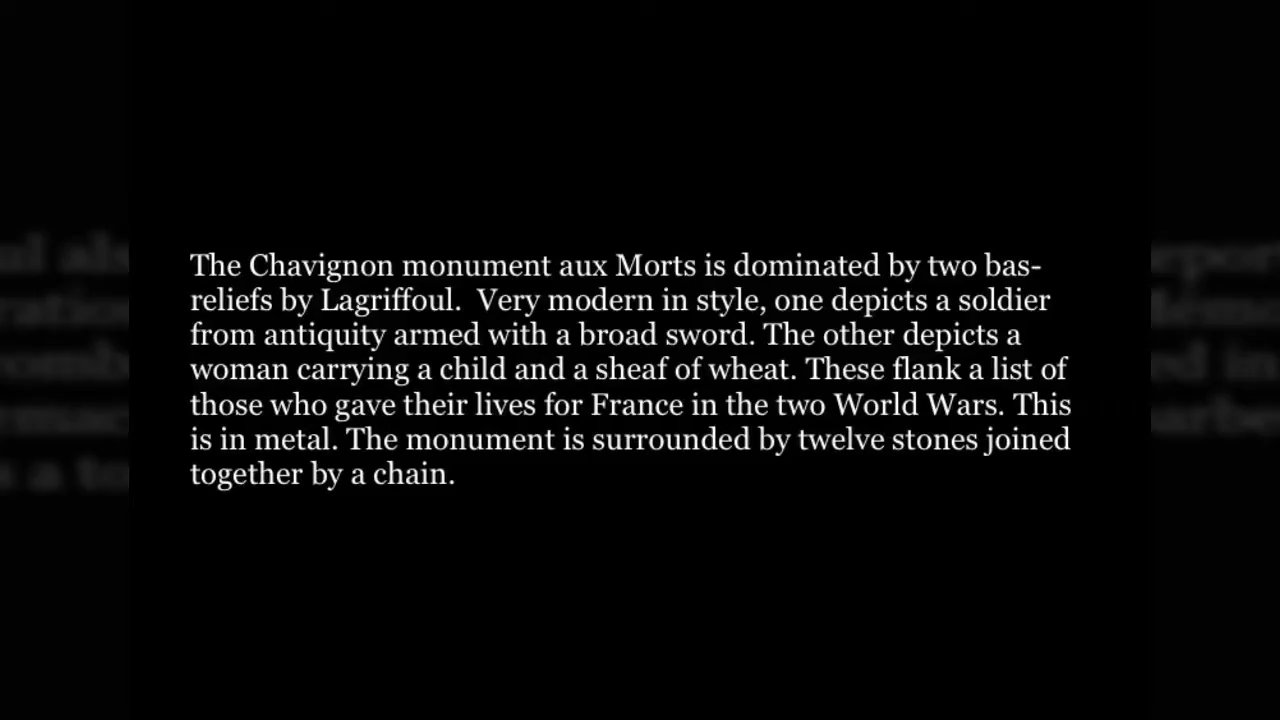 The Chavignon monument aux Morts is dominated by two bas-
reliefs by Lagriffoul.  Very modern in style, one depicts a soldier
from antiquity armed with a broad sword. The other depicts a
woman carrying a child and a sheaf of wheat. These flank a list of
those who gave their lives for France in the two World Wars. This
is in metal. The monument is surrounded by twelve stones joined
together by a chain.